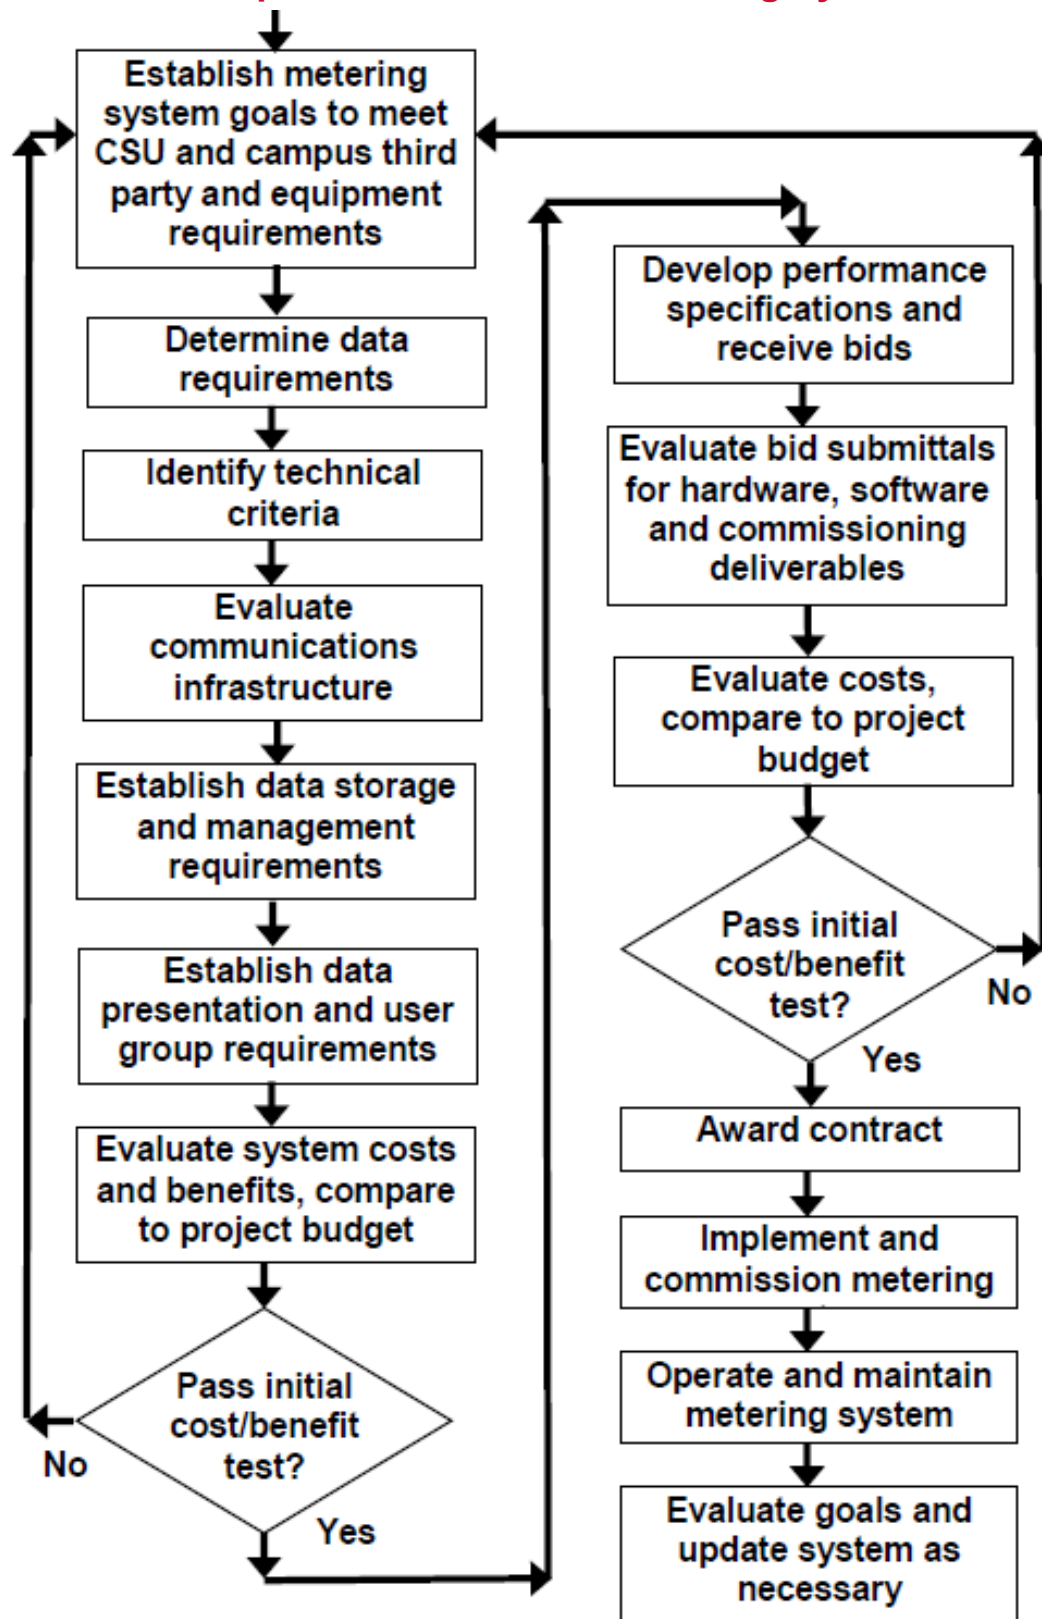 Establish metering
system goals to meet
CSU and campus third
party and equipment
requirements
Determine data
requirements
Identify technical
criteria
Evaluate
communications
infrastructure
Establish data storage
and management
requirements
Establish data
presentation and user
group requirements
Evaluate system costs
and benefits, compare
to project budget
Pass initial
cost/benefit
test?
No
Yes
Develop performance
specifications and
receive bids
Evaluate bid submittals
for hardware, software
and commissioning
deliverables
Evaluate costs,
compare to project
budget
Pass initial
cost/benefit
test?
No
Yes
Award contract
Implement and
commission metering
Operate and maintain
metering system
Evaluate goals and
update system as
necessary